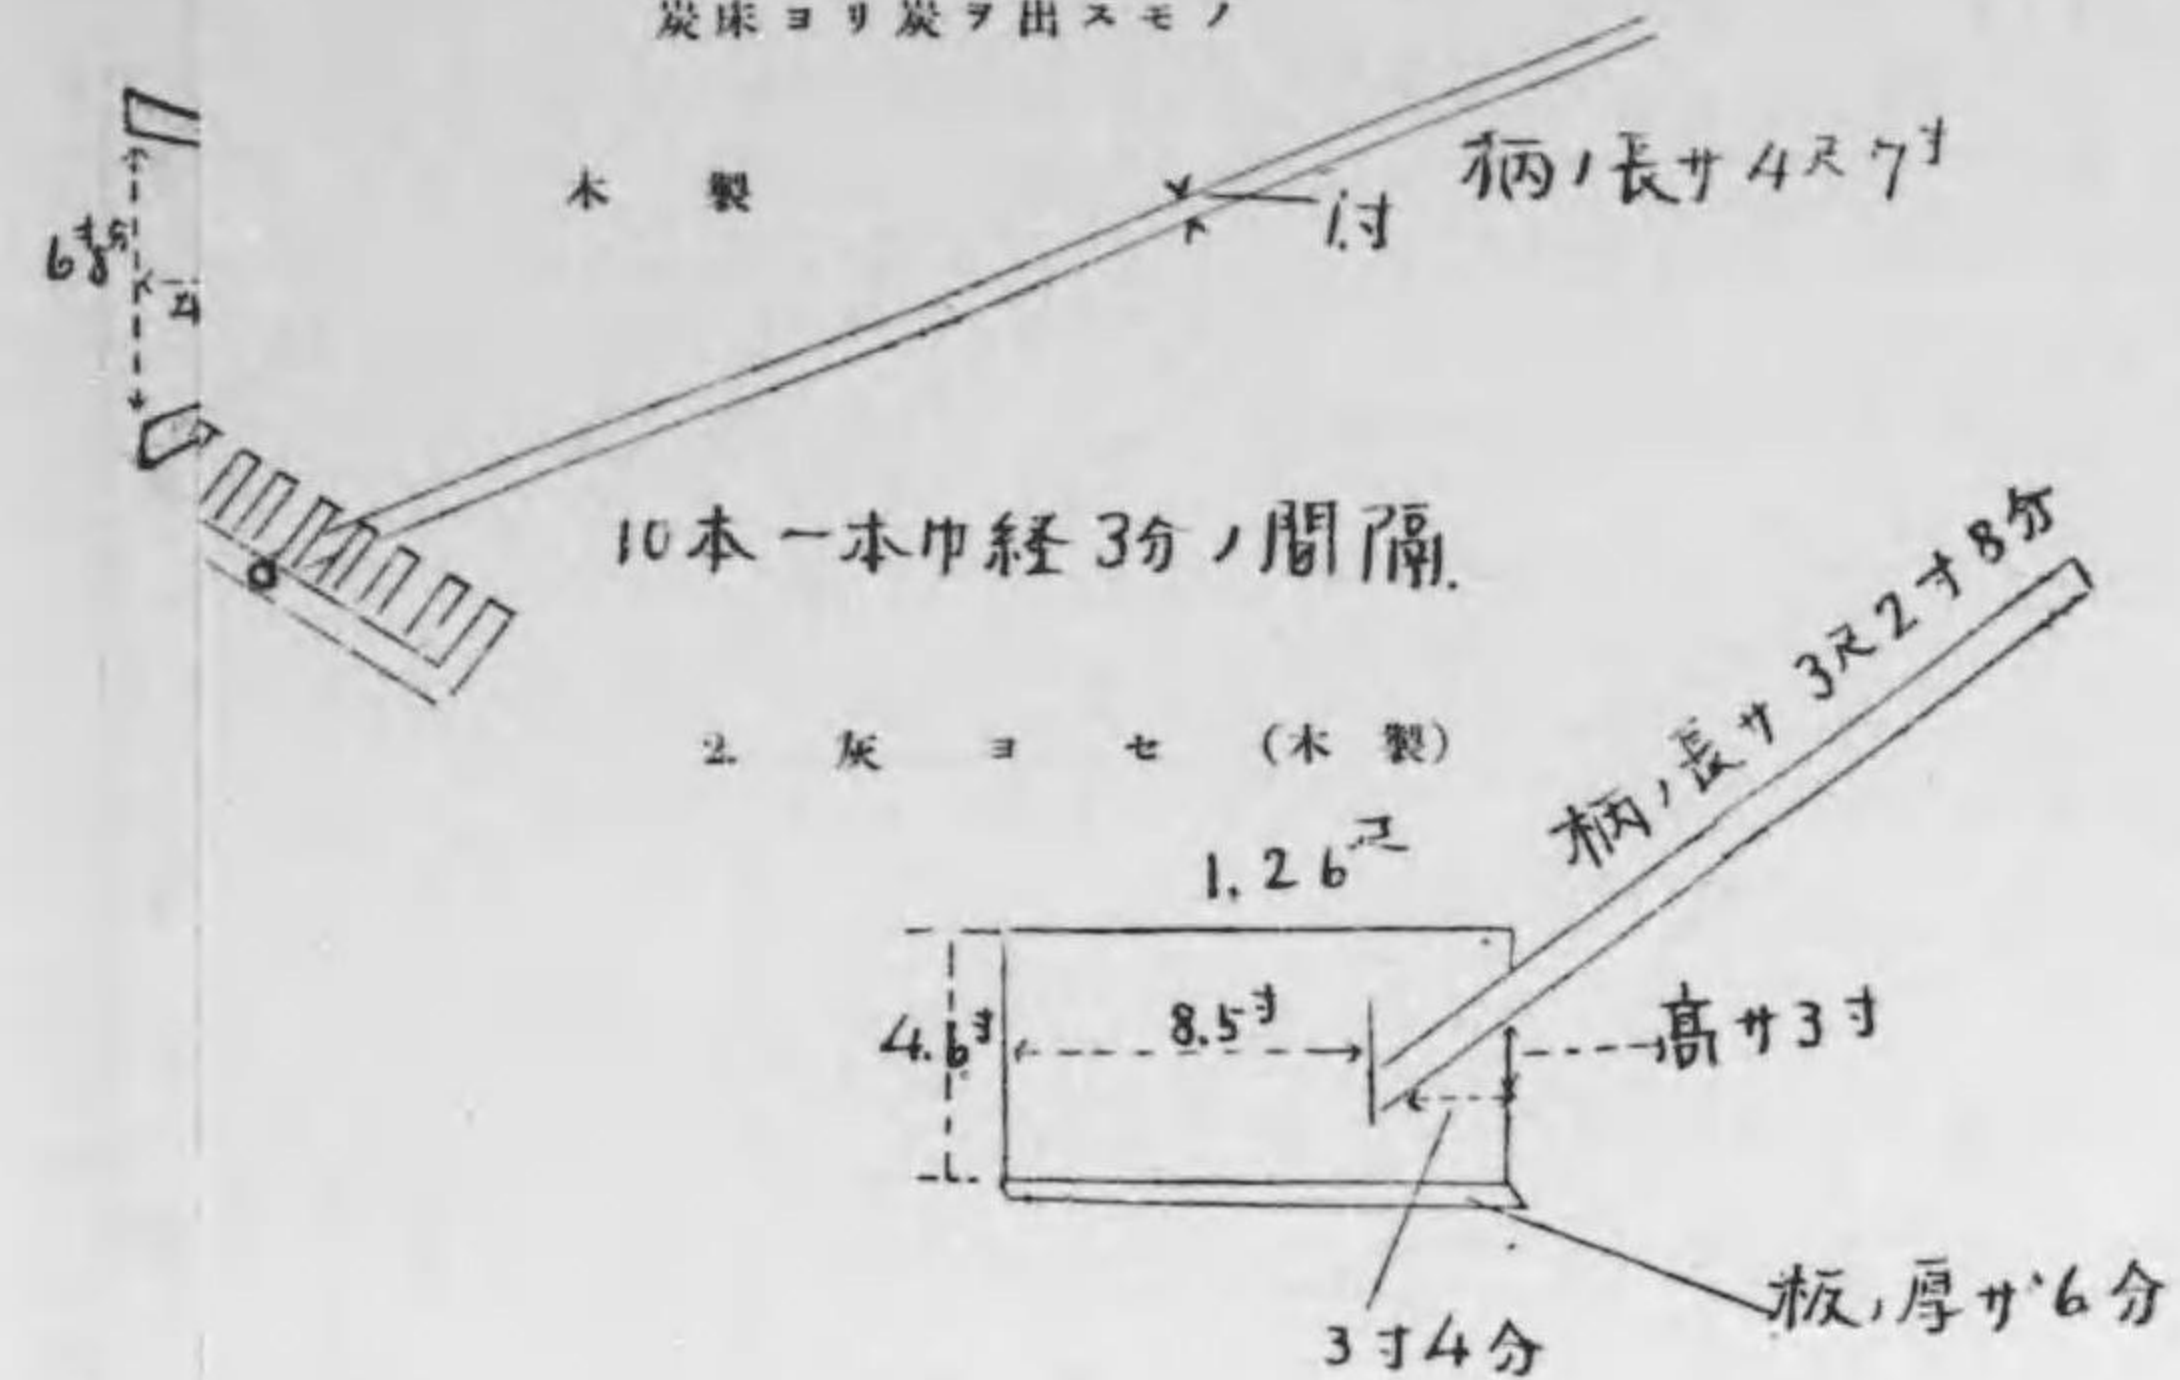 炭床ヨリ炭ヲ出スモノ
木製
柄ノ長サ4尺7寸
1寸
6寸8分
10本一本巾経3分ノ間隔.
2. 灰ヨセ (木製)
柄ノ長サ 3尺2寸8分
1.26尺
4.6寸
8.5寸
高サ3寸
3寸4分
板ノ厚サ6分